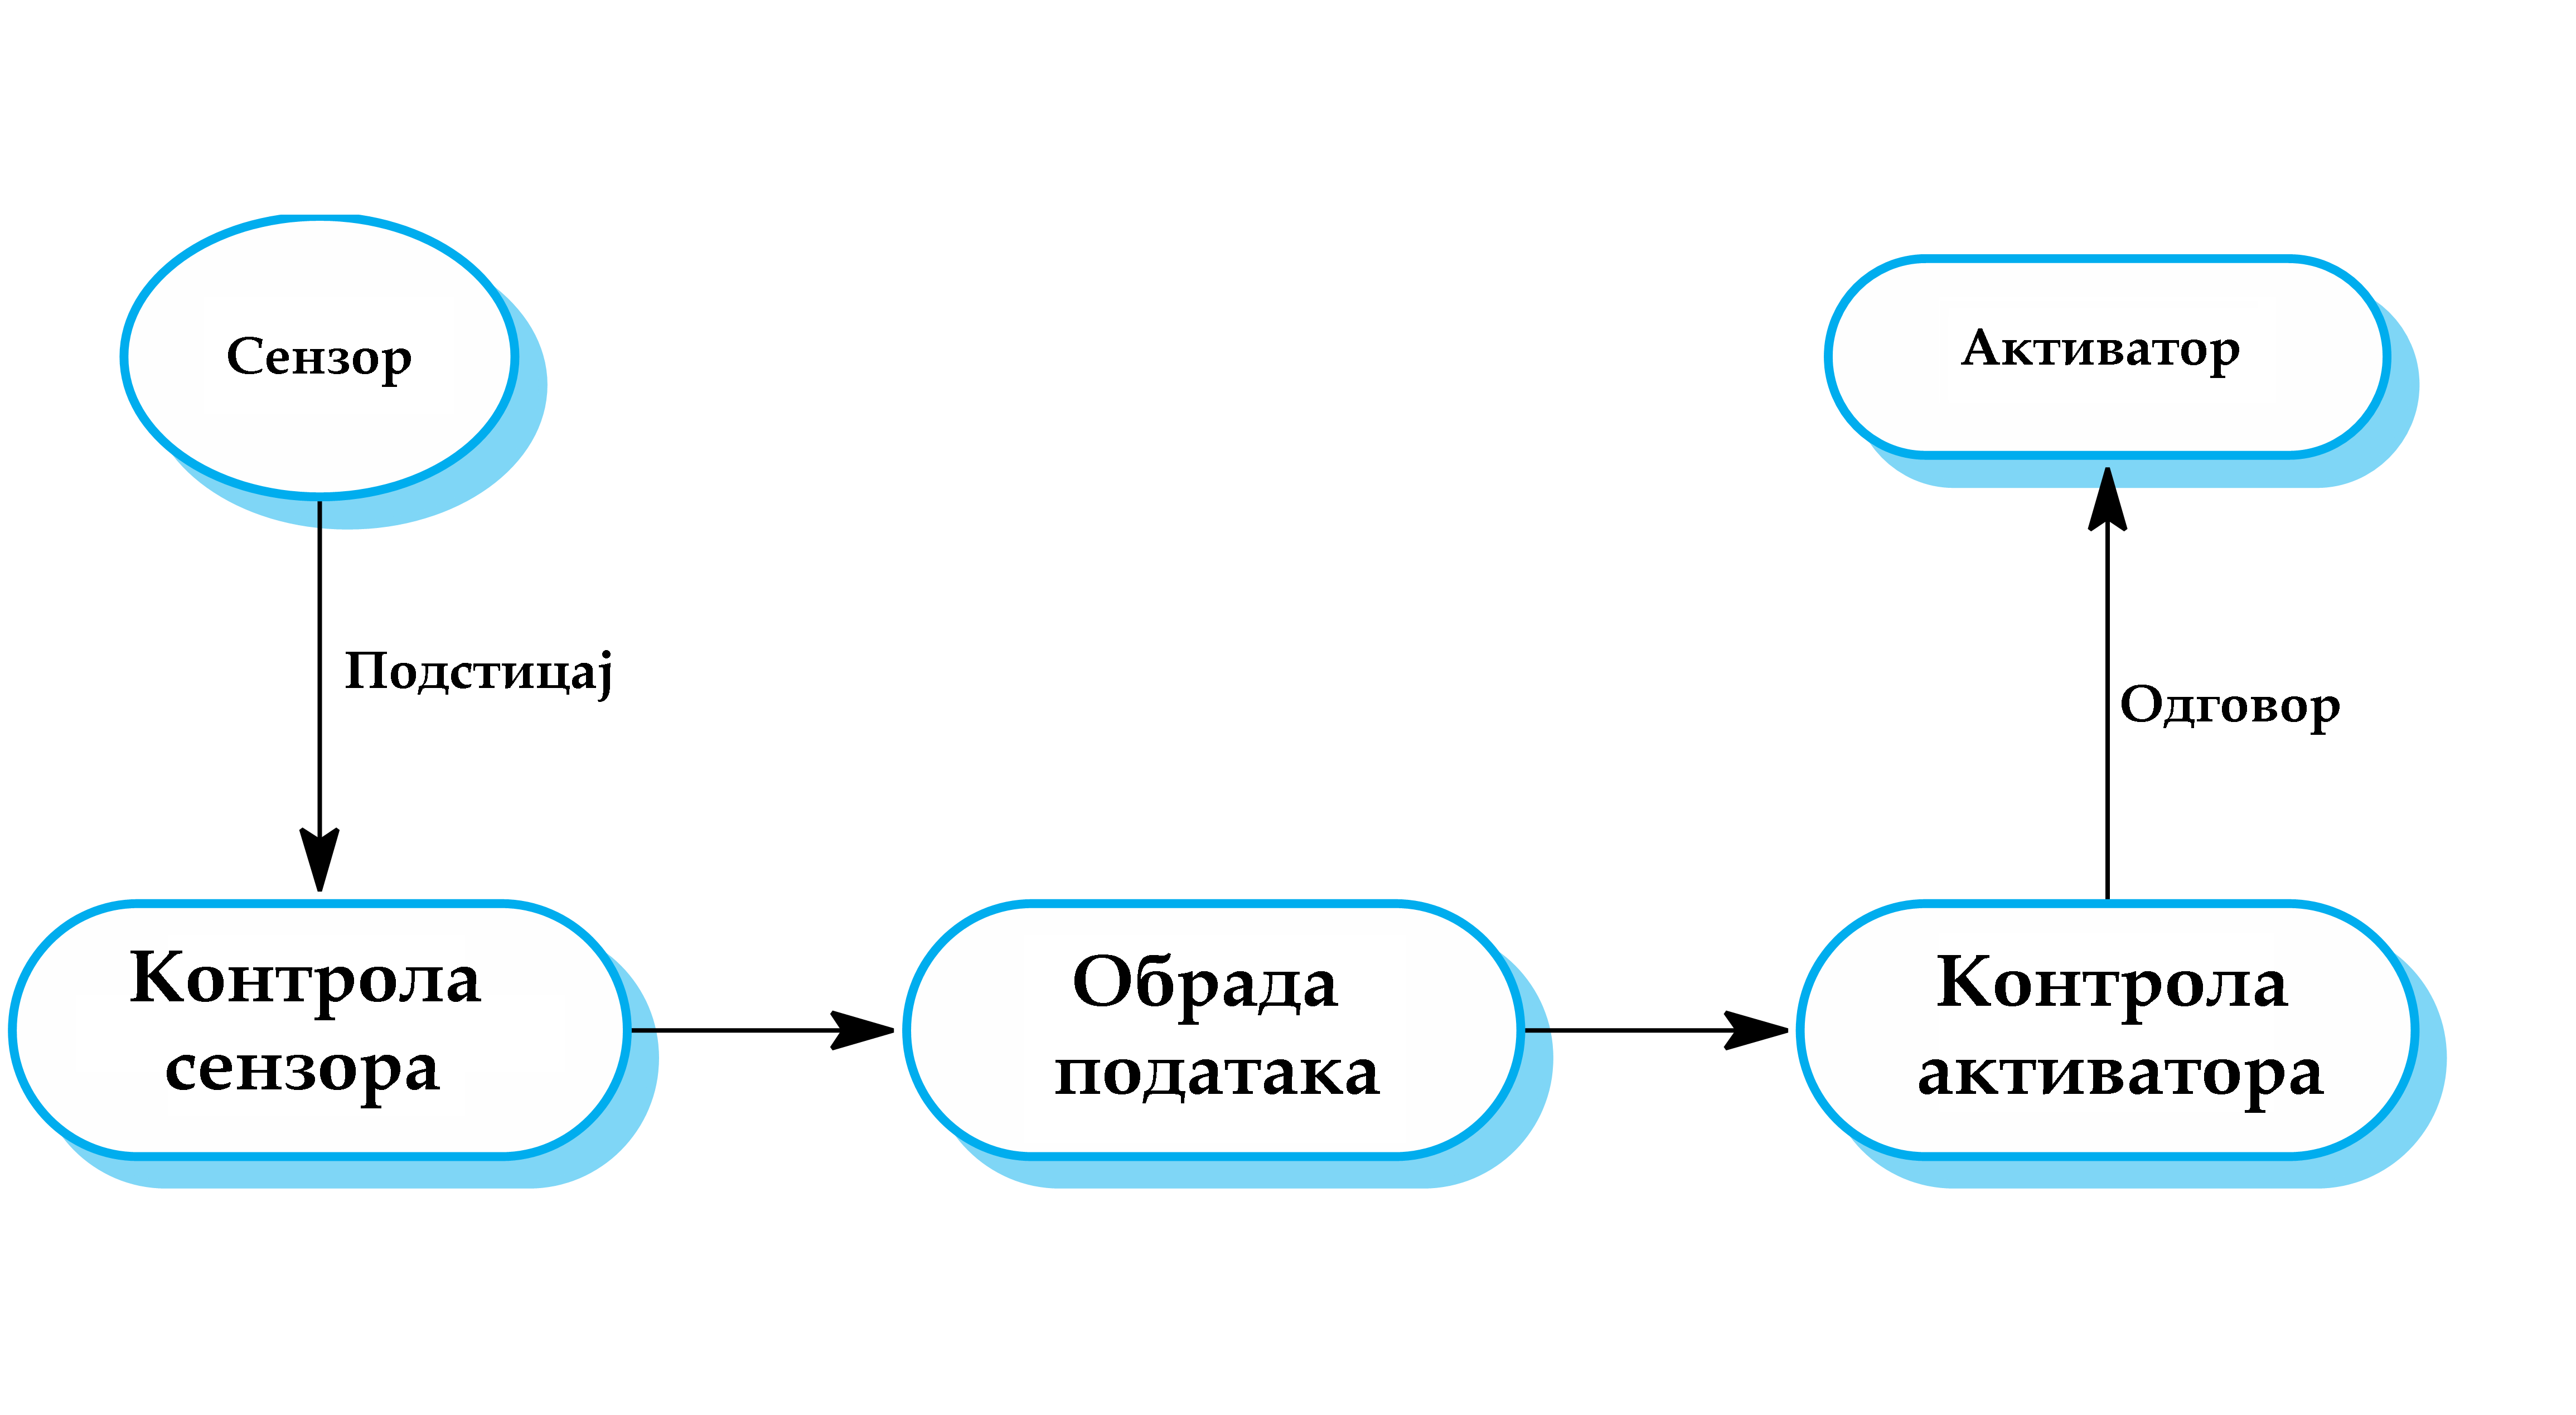 Сензор
Активатор
Подстицај
Одговор
Контрола
сензора
Обрада
података
Контрола
активатора